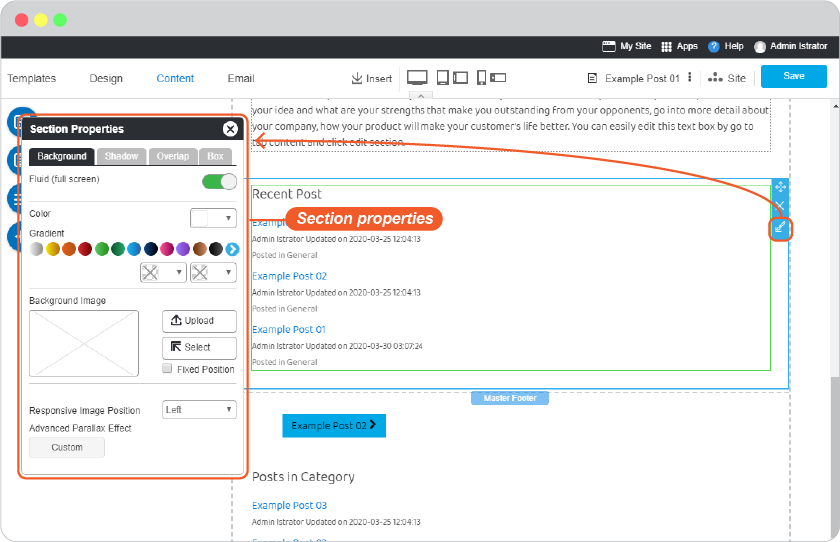 My Site
Apps
Help
Admin Istrator
Templates
Design
Content
Email
Insert
Example Post 01
Site
Save
your idea and what are your strengths that make you outstanding from your opponents, go into more detail about
your company, how your product will make your customer's life better. You can easily edit this text box by go to
top content and click edit section.
Section Properties
Background
Shadow
Overlap
Box
Fluid (full screen)
Color
Gradient
Background Image
Upload
Select
Fixed Position
Responsive Image Position
Left
Advanced Parallax Effect
Custom
Section properties
Recent Post
Admin Istrator Updated on 2020-03-25 12:04:13
Posted in General
Example Post 02
Admin Istrator Updated on 2020-03-25 12:04:13
Posted in General
Example Post 01
Admin Istrator Updated on 2020-03-30 03:07:24
Posted in General
Master Footer
Example Post 02
Posts in Category
Example Post 03
Admin Istrator Updated on 2020-03-25 12:04:13